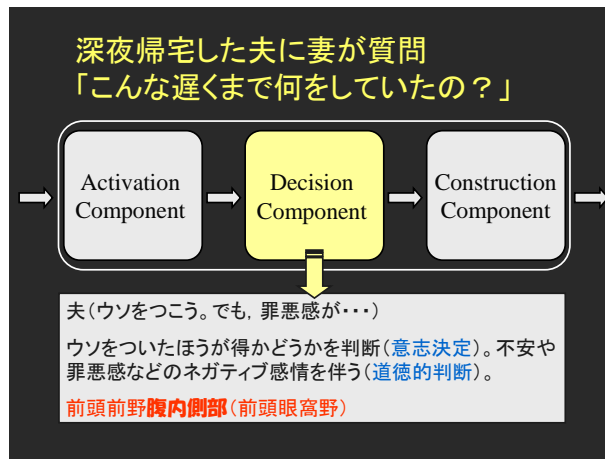 深夜帰宅した夫に妻が質問
「こんな遅くまで何をしていたの？」
Activation
Component
Decision
Component
Construction
Component
夫（ウソをつこう。でも，罪悪感が・・・）
ウソをついたほうが得かどうかを判断（意志決定）。不安や
罪悪感などのネガティブ感情を伴う（道徳的判断）。
前頭前野腹内側部（前頭眼窩野）